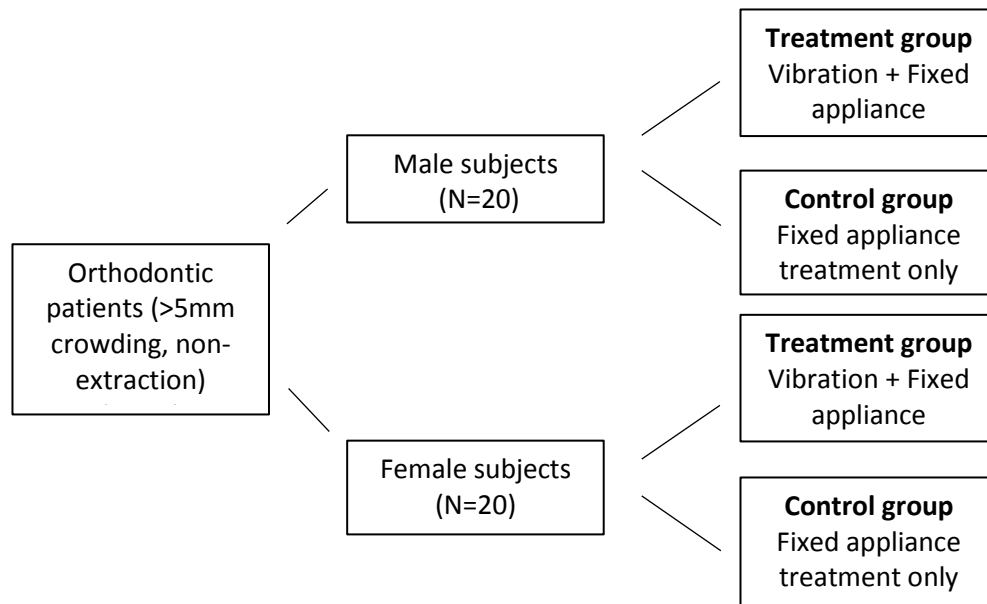 Orthodontic
patients (>5mm
crowding, non-
extraction)
Male subjects
(N=20)
Female subjects
(N=20)
Treatment group
Vibration + Fixed
appliance
Control group
Fixed appliance
treatment only
Treatment group
Vibration + Fixed
appliance
Control group
Fixed appliance
treatment only